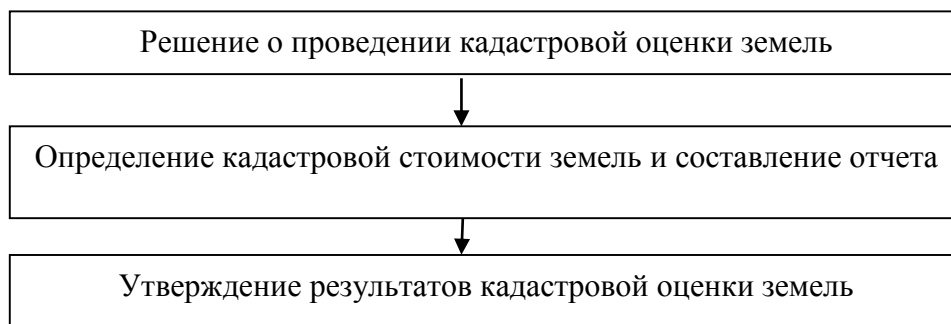 Решение о проведении кадастровой оценки земель
Определение кадастровой стоимости земель и составление отчета
Утверждение результатов кадастровой оценки земель